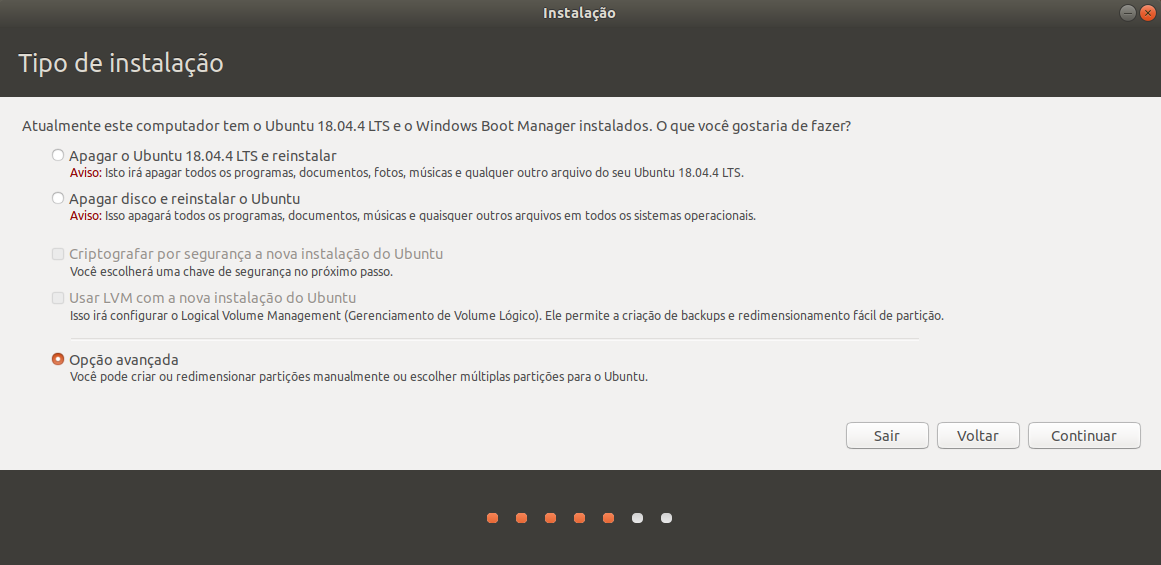 Instalação
Tipo de instalação
Atualmente este computador tem o Ubuntu 18.04.4 LTS e o Windows Boot Manager instalados. O que você gostaria de fazer?
Apagar o Ubuntu 18.04.4 LTS e reinstalar
Aviso: Isto irá apagar todos os programas, documentos, fotos, músicas e qualquer outro arquivo do seu Ubuntu 18.04.4 LTS.
Apagar disco e reinstalar o Ubuntu
Aviso: Isso apagará todos os programas, documentos, músicas e quaisquer outros arquivos em todos os sistemas operacionais.
Criptografar por segurança a nova instalação do Ubuntu
Você escolherá uma chave de segurança no próximo passo.
Usar LVM com a nova instalação do Ubuntu
Isso irá configurar o Logical Volume Management (Gerenciamento de Volume Lógico). Ele permite a criação de backups e redimensionamento fácil de partição.
Opção avançada
Você pode criar ou redimensionar partições manualmente ou escolher múltiplas partições para o Ubuntu.
Sair
Voltar
Continuar